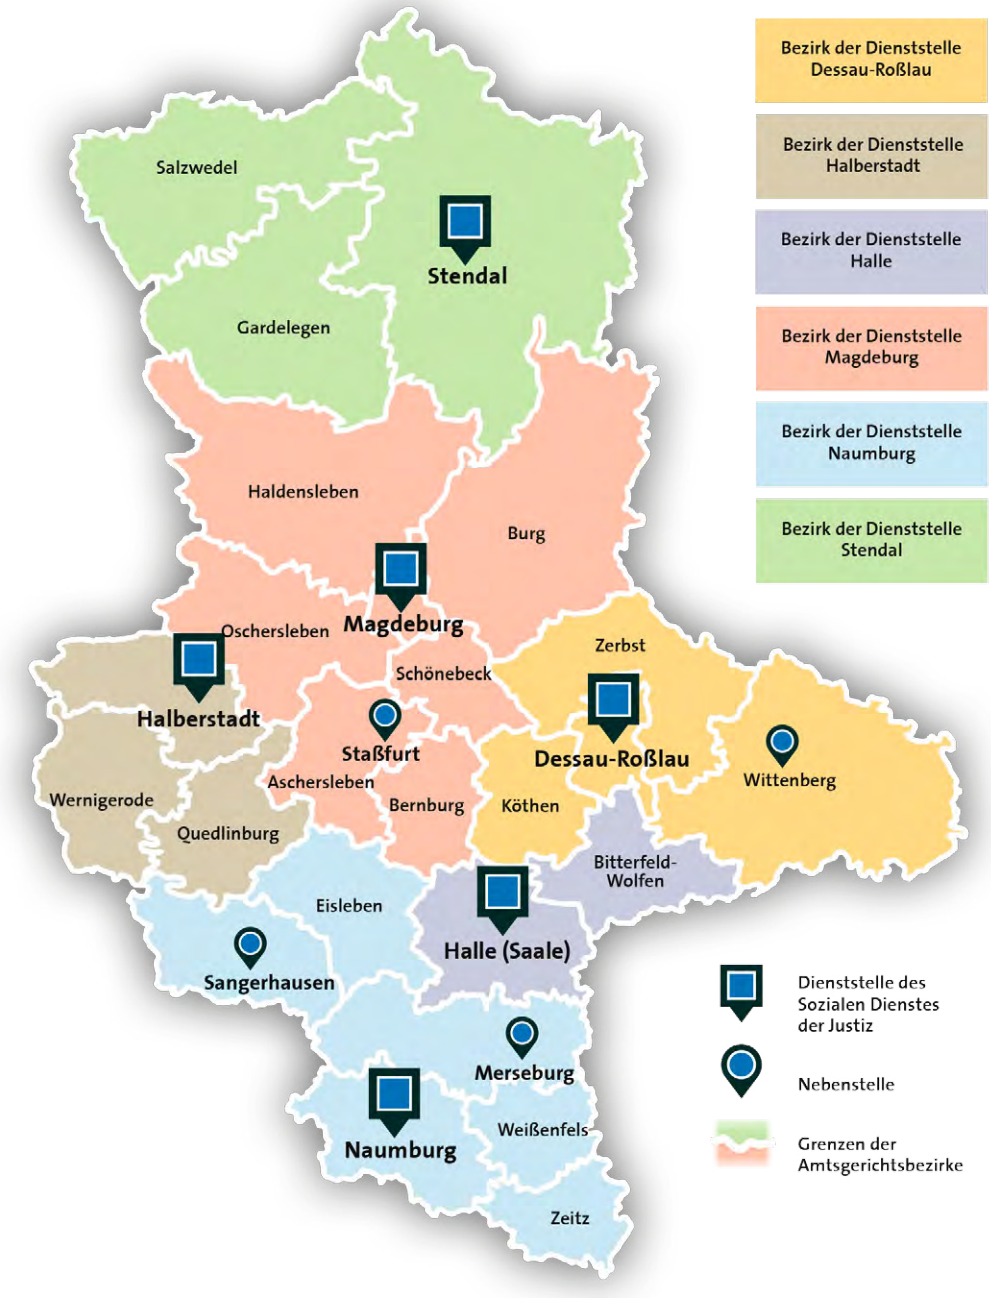 Bezirk der Dienststelle
Dessau-Roßlau
Bezirk der Dienststelle
Halberstadt
Bezirk der Dienststelle
Halle
Bezirk der Dienststelle
Magdeburg
Bezirk der Dienststelle
Naumburg
Bezirk der Dienststelle
Stendal
Salzwedel
Stendal
Gardelegen
Haldensleben
Burg
Magdeburg
Oschersleben
Zerbst
Schönebeck
Halberstadt
Staßfurt
Dessau-Roßlau
Wittenberg
Aschersleben
Wernigerode
Bernburg
Köthen
Quedlinburg
Bitterfeld-
Wolfen
Eisleben
Halle (Saale)
Sangerhausen
Merseburg
Weißenfels
Naumburg
Zeitz
Dienststelle des
Sozialen Dienstes
der Justiz
Nebenstelle
Grenzen der
Amtsgerichtsbezirke